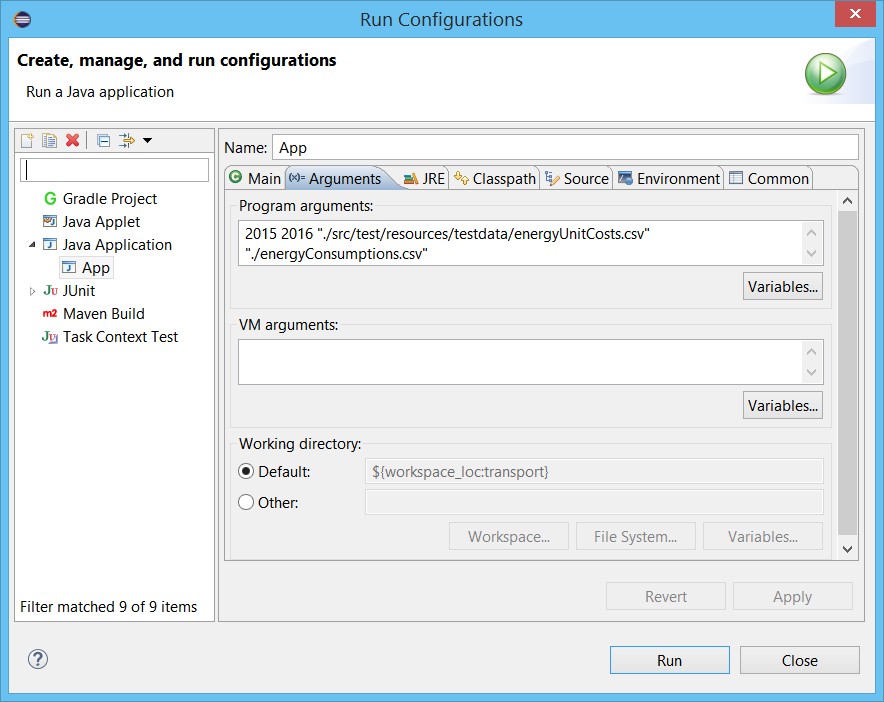 Run Configurations
Create, manage, and run configurations
Run a Java application
Name: App
Main (x)= Arguments JRE Classpath Source Environment Common
Gradle Project
Java Applet
Java Application
App
JU JUnit
m2 Maven Build
JU Task Context Test
Filter matched 9 of 9 items
Program arguments:
2015 2016 "./src/test/resources/testdata/energyUnitCosts.csv"
"./energyConsumptions.csv"
Variables...
VM arguments:
Variables...
Working directory:
Default: ${workspace_loc:transport}
Other:
Workspace... File System... Variables...
Revert Apply
? Run Close